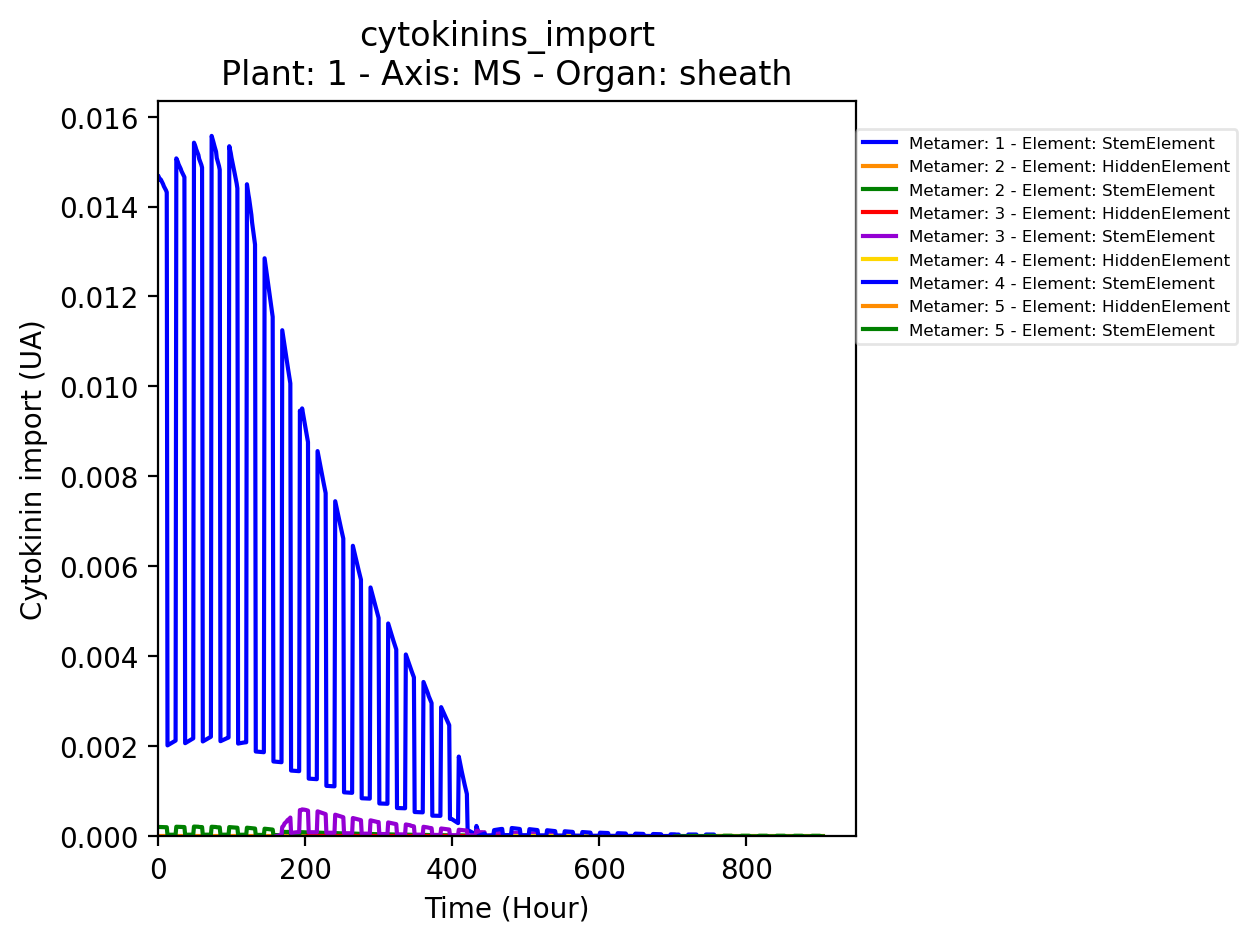 cytokinins_import
Plant: 1 - Axis: MS - Organ: sheath
0.016
0.014
0.012
0.010
0.008
0.006
0.004
0.002
0.000
Cytokinin import (UA)
0
200
400
600
800
Time (Hour)
Metamer: 1 - Element: StemElement
Metamer: 2 - Element: HiddenElement
Metamer: 2 - Element: StemElement
Metamer: 3 - Element: HiddenElement
Metamer: 3 - Element: StemElement
Metamer: 4 - Element: HiddenElement
Metamer: 4 - Element: StemElement
Metamer: 5 - Element: HiddenElement
Metamer: 5 - Element: StemElement